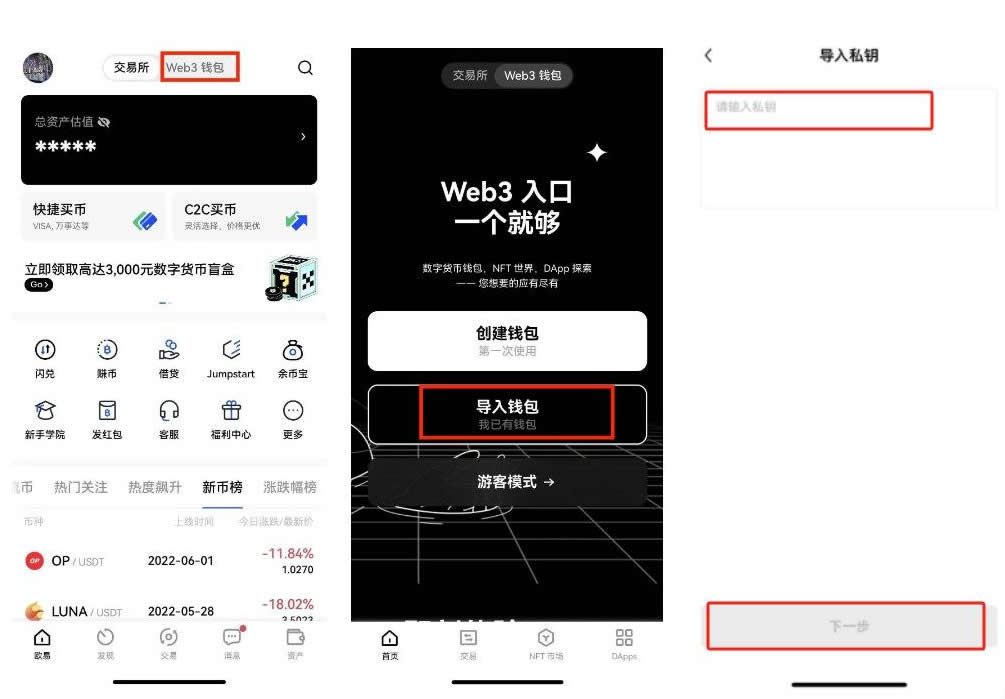 交易所
Web3 钱包
总资产估值
*****
快捷买币
VISA, 万事达等
C2C买币
灵活选择、价格更优
立即领取高达3,000元数字货币盲盒
Go
闪兑
赚币
借贷
Jumpstart
余币宝
新手学院
发红包
客服
福利中心
更多
币
热门关注
热度飙升
新币榜
涨跌幅榜
币种
上线时间
今日涨跌/最新价
OP
OP / USDT
2022-06-01
-11.84%
1.0270
LUNA / USDT
2022-05-28
-18.02%
欧易
发现
交易
消息
资产
交易所
Web3 钱包
Web3 入口
一个就够
数字货币钱包、NFT 世界、DApp 探索
—— 您想要的应有尽有
创建钱包
第一次使用
导入钱包
我已有钱包
游客模式 →
首页
交易
NFT 市场
DApps
导入私钥
请输入私钥
下一步